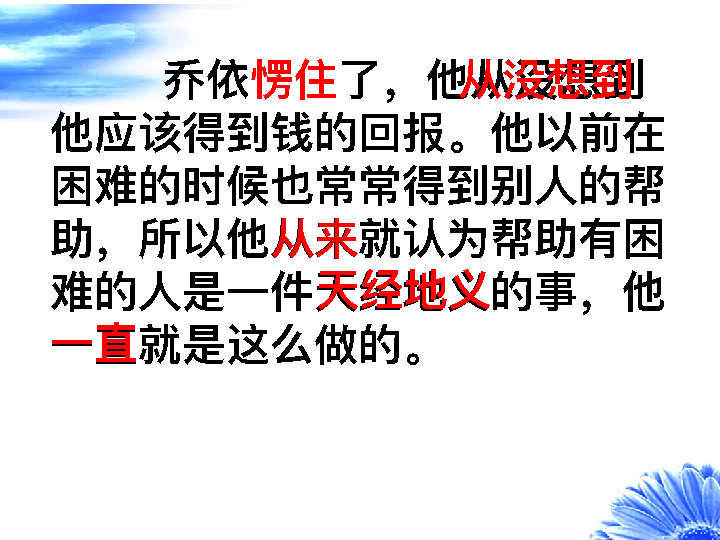 乔依愣住了，他从没想到
他应该得到钱的回报。他以前在
困难的时候也常常得到别人的帮
助，所以他从来就认为帮助有困
难的人是一件天经地义的事，他
一直就是这么做的。